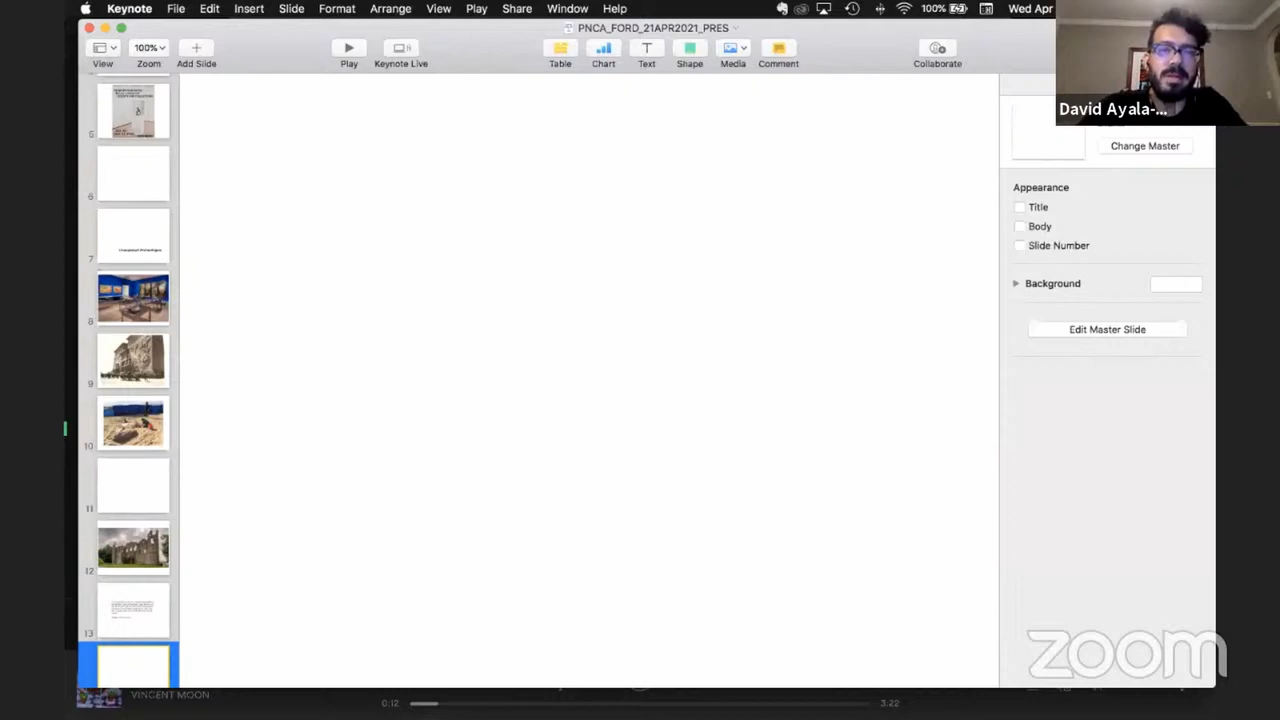 Keynote File Edit Insert Slide Format Arrange View Play Share Window Help 100% Wed Apr
PNCA_FORD_21APR2021_PRES
100%
View Zoom Add Slide Play Keynote Live Table Chart Text Shape Media Comment Collaborate
David Ayala-...
Change Master
Appearance
Title
Body
Slide Number
Background
Edit Master Slide
5
6
7
8
9
10
11
12
13
zoom
VINCENT MOON
0:12
3:22